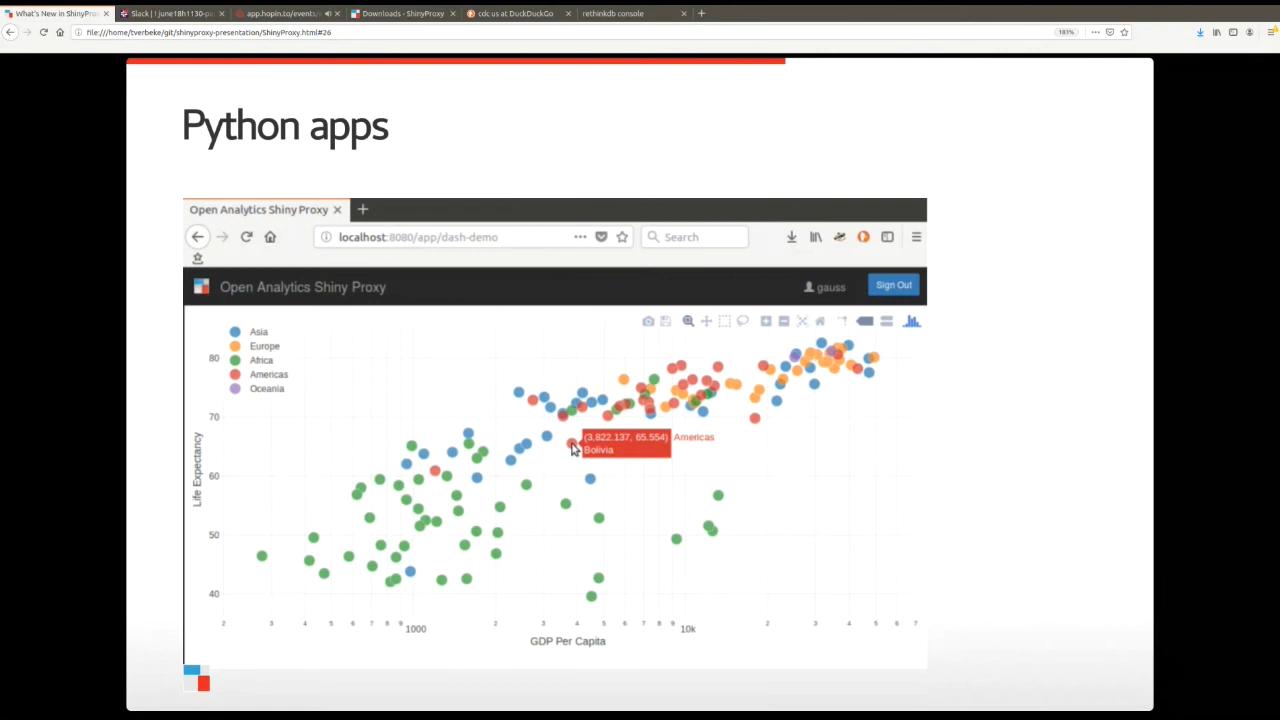 What's New in ShinyPro
Slack | ! june18h1130-p
app.hopin.to/events/
Downloads - ShinyProxy
cdc us at DuckDuckGo
rethinkdb console
file:///home/tverbeke/git/shinyproxy-presentation/ShinyProxy.html#26
183%
Python apps
Open Analytics Shiny Proxy
localhost:8080/app/dash-demo
Search
Open Analytics Shiny Proxy
gauss
Sign Out
Asia
Europe
Africa
Americas
Oceania
80
70
60
50
40
Life Expectancy
(3,822.137, 65.554) Americas
Bolivia
2 3 4 5 6 7 8 9 1000 2 3 4 5 6 7 8 9 10k 2 3 4 5 6 7
GDP Per Capita